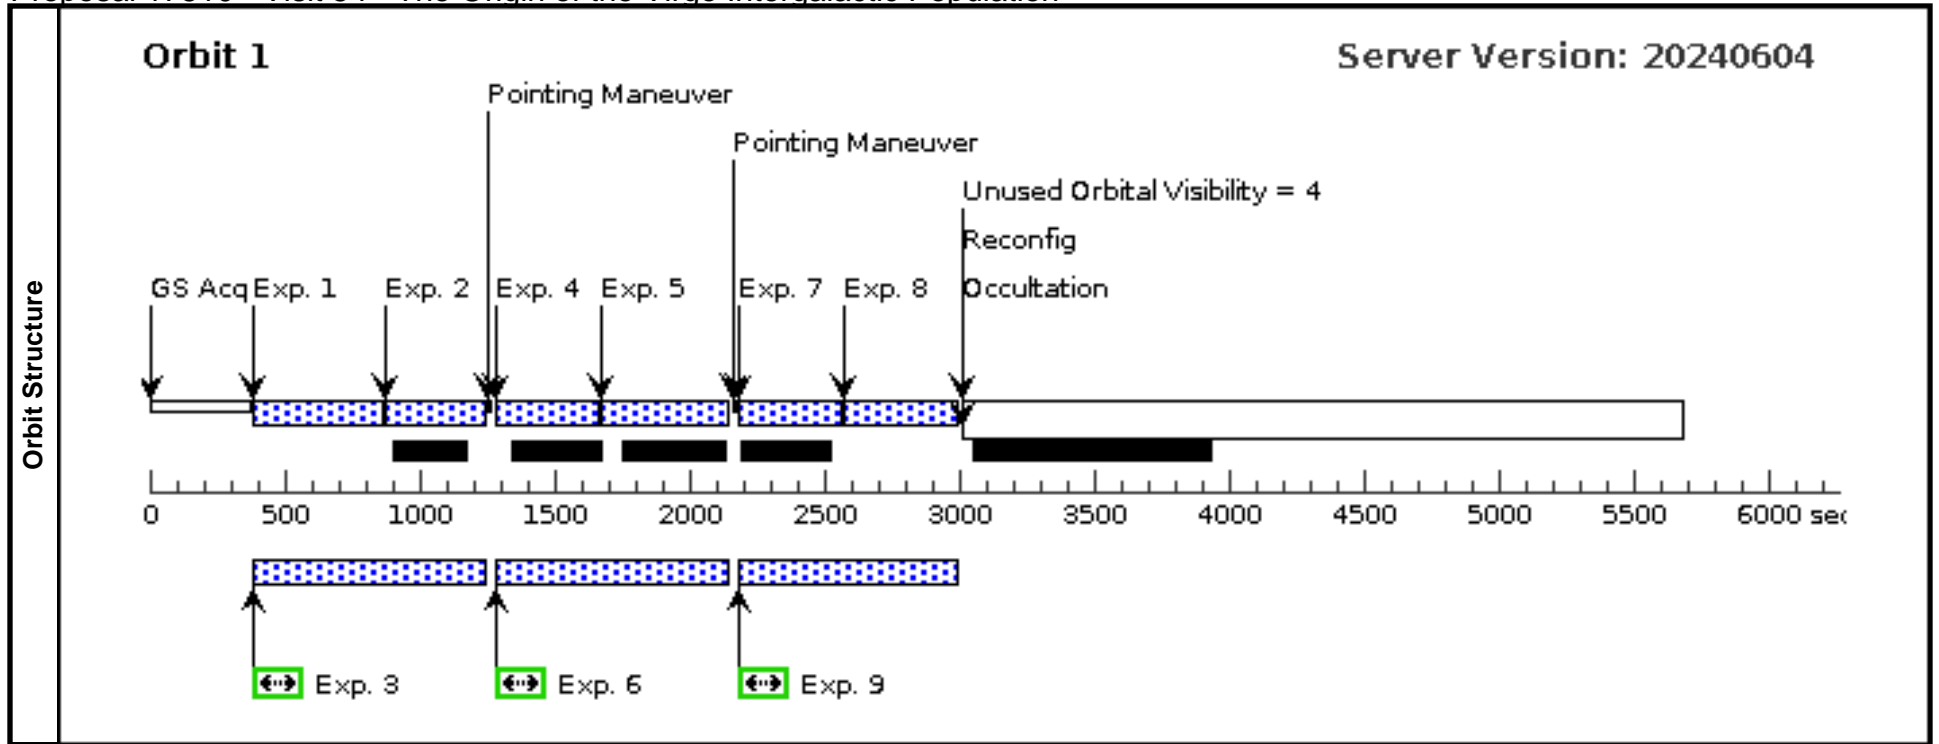 Orbit 1
Server Version: 20240604
Pointing Maneuver
Pointing Maneuver
Unused Orbital Visibility = 4
Reconfig
GS Acq Exp. 1 Exp. 2 Exp. 4 Exp. 5 Exp. 7 Exp. 8 Occultation
Orbit Structure
0 500 1000 1500 2000 2500 3000 3500 4000 4500 5000 5500 6000 sec
Exp. 3 Exp. 6 Exp. 9